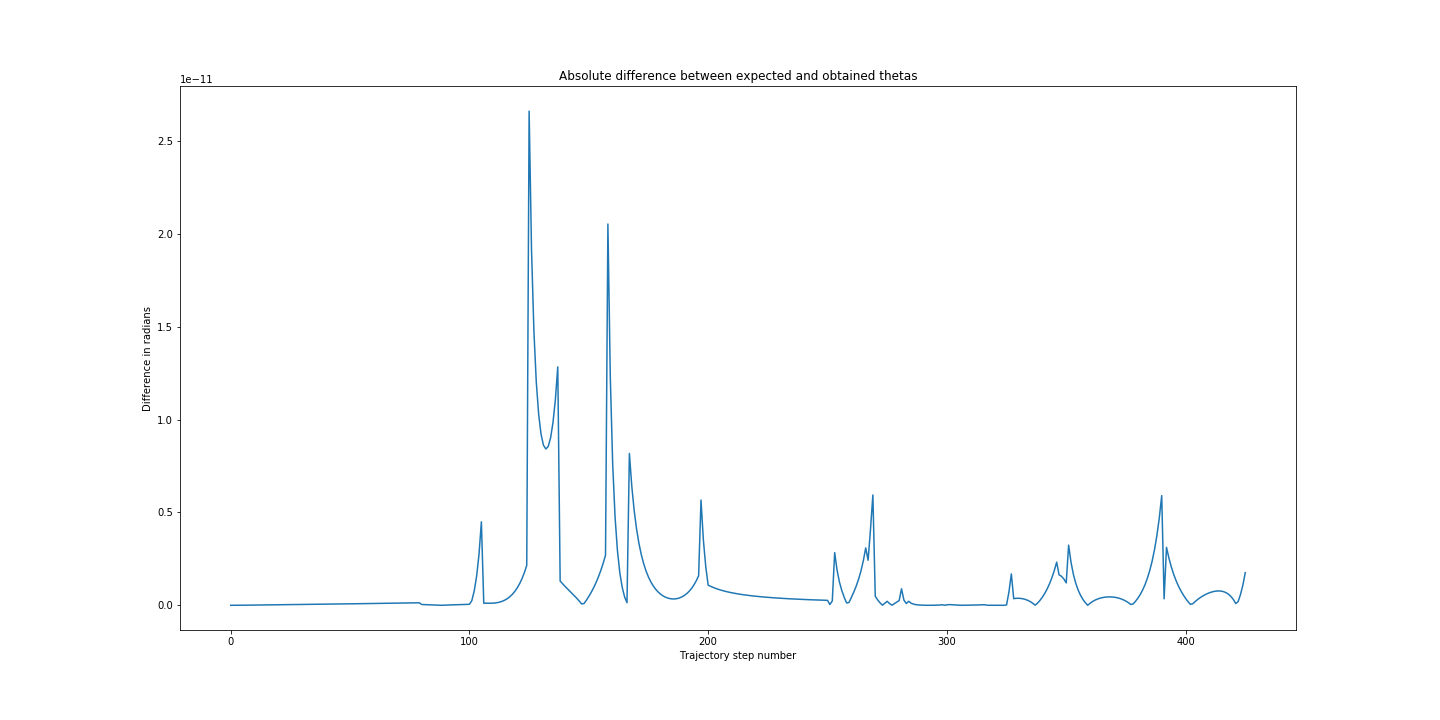 Absolute difference between expected and obtained thetas
1e−11
2.5
2.0
1.5
1.0
0.5
0.0
Difference in radians
0 100 200 300 400
Trajectory step number